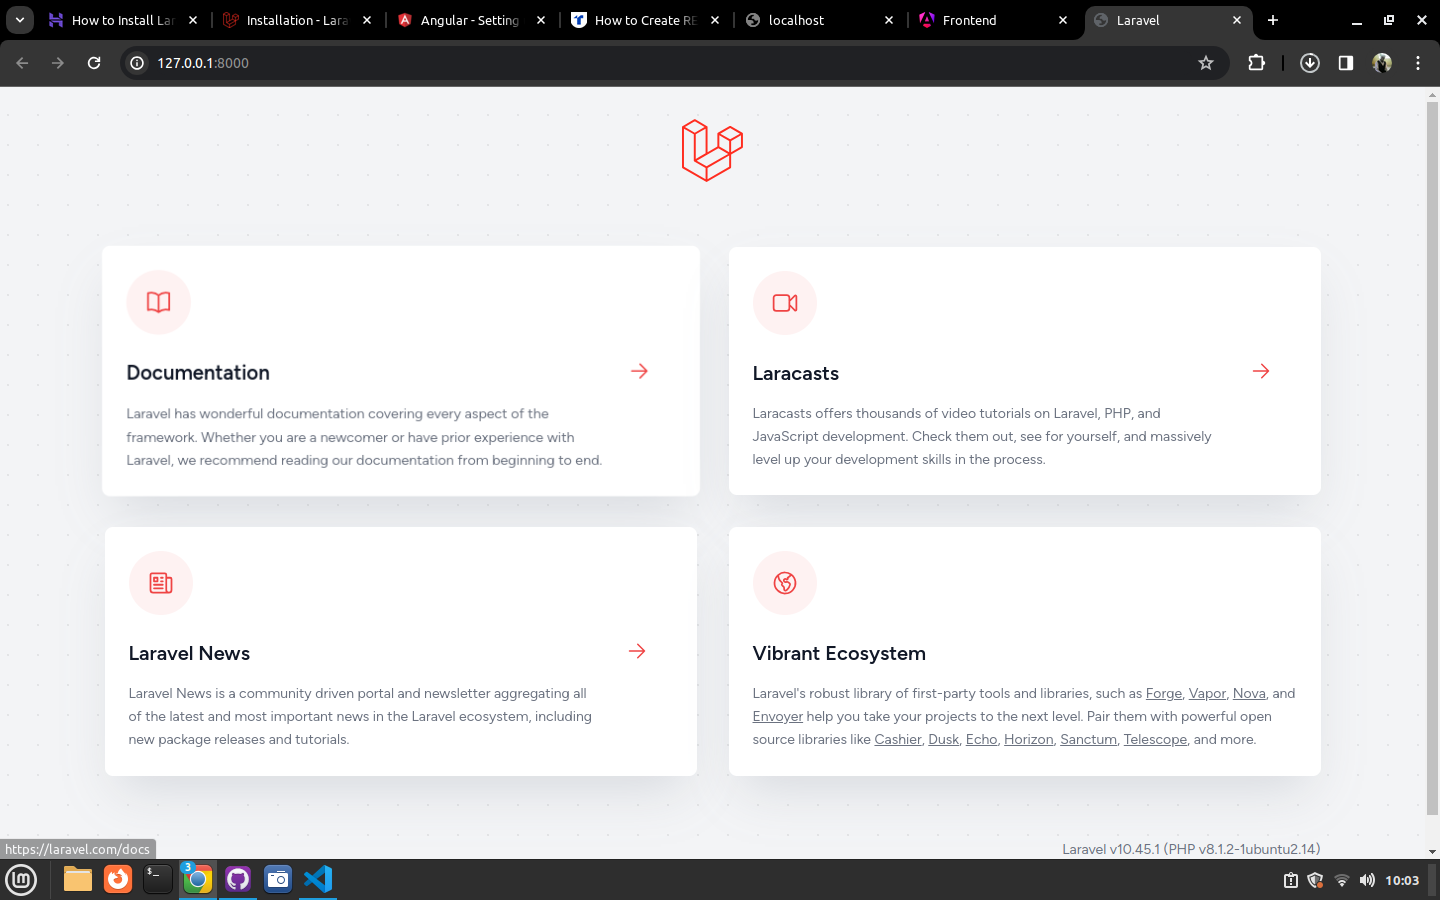 How to Install Lar
Installation - Lara
Angular - Setting
How to Create RE
localhost
Frontend
Laravel
127.0.0.1:8000
Documentation
Laravel has wonderful documentation covering every aspect of the
framework. Whether you are a newcomer or have prior experience with
Laravel, we recommend reading our documentation from beginning to end.
Laracasts
Laracasts offers thousands of video tutorials on Laravel, PHP, and
JavaScript development. Check them out, see for yourself, and massively
level up your development skills in the process.
Laravel News
Laravel News is a community driven portal and newsletter aggregating all
of the latest and most important news in the Laravel ecosystem, including
new package releases and tutorials.
Vibrant Ecosystem
Laravel's robust library of first-party tools and libraries, such as Forge, Vapor, Nova, and
Envoyer help you take your projects to the next level. Pair them with powerful open
source libraries like Cashier, Dusk, Echo, Horizon, Sanctum, Telescope, and more.
https://laravel.com/docs
Laravel v10.45.1 (PHP v8.1.2-1ubuntu2.14)
$_
3
10:03